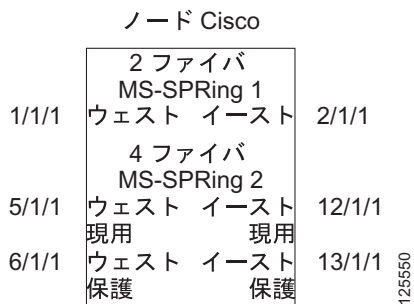 ノード Cisco
2 ファイバ
MS-SPRing 1
1/1/1 ウェスト イースト 2/1/1
4 ファイバ
MS-SPRing 2
5/1/1 ウェスト イースト 12/1/1
現用 現用
6/1/1 ウェスト イースト 13/1/1
保護 保護
125550